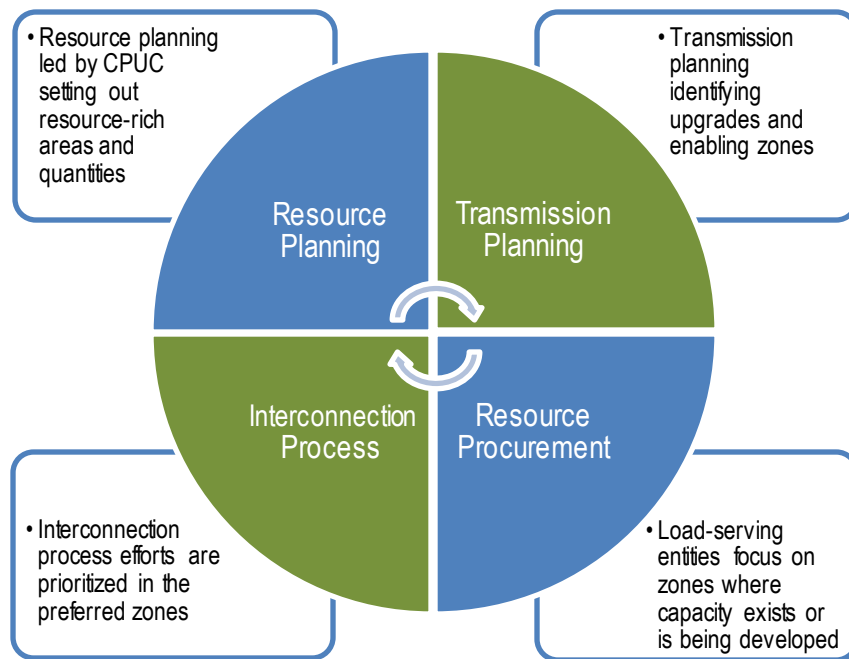 • Resource planning
led by CPUC
setting out
resource-rich
areas and
quantities
• Transmission
planning
identifying
upgrades and
enabling zones
Resource
Planning
Transmission
Planning
Interconnection
Process
Resource
Procurement
• Interconnection
process efforts are
prioritized in the
preferred zones
• Load-serving
entities focus on
zones where
capacity exists or
is being developed